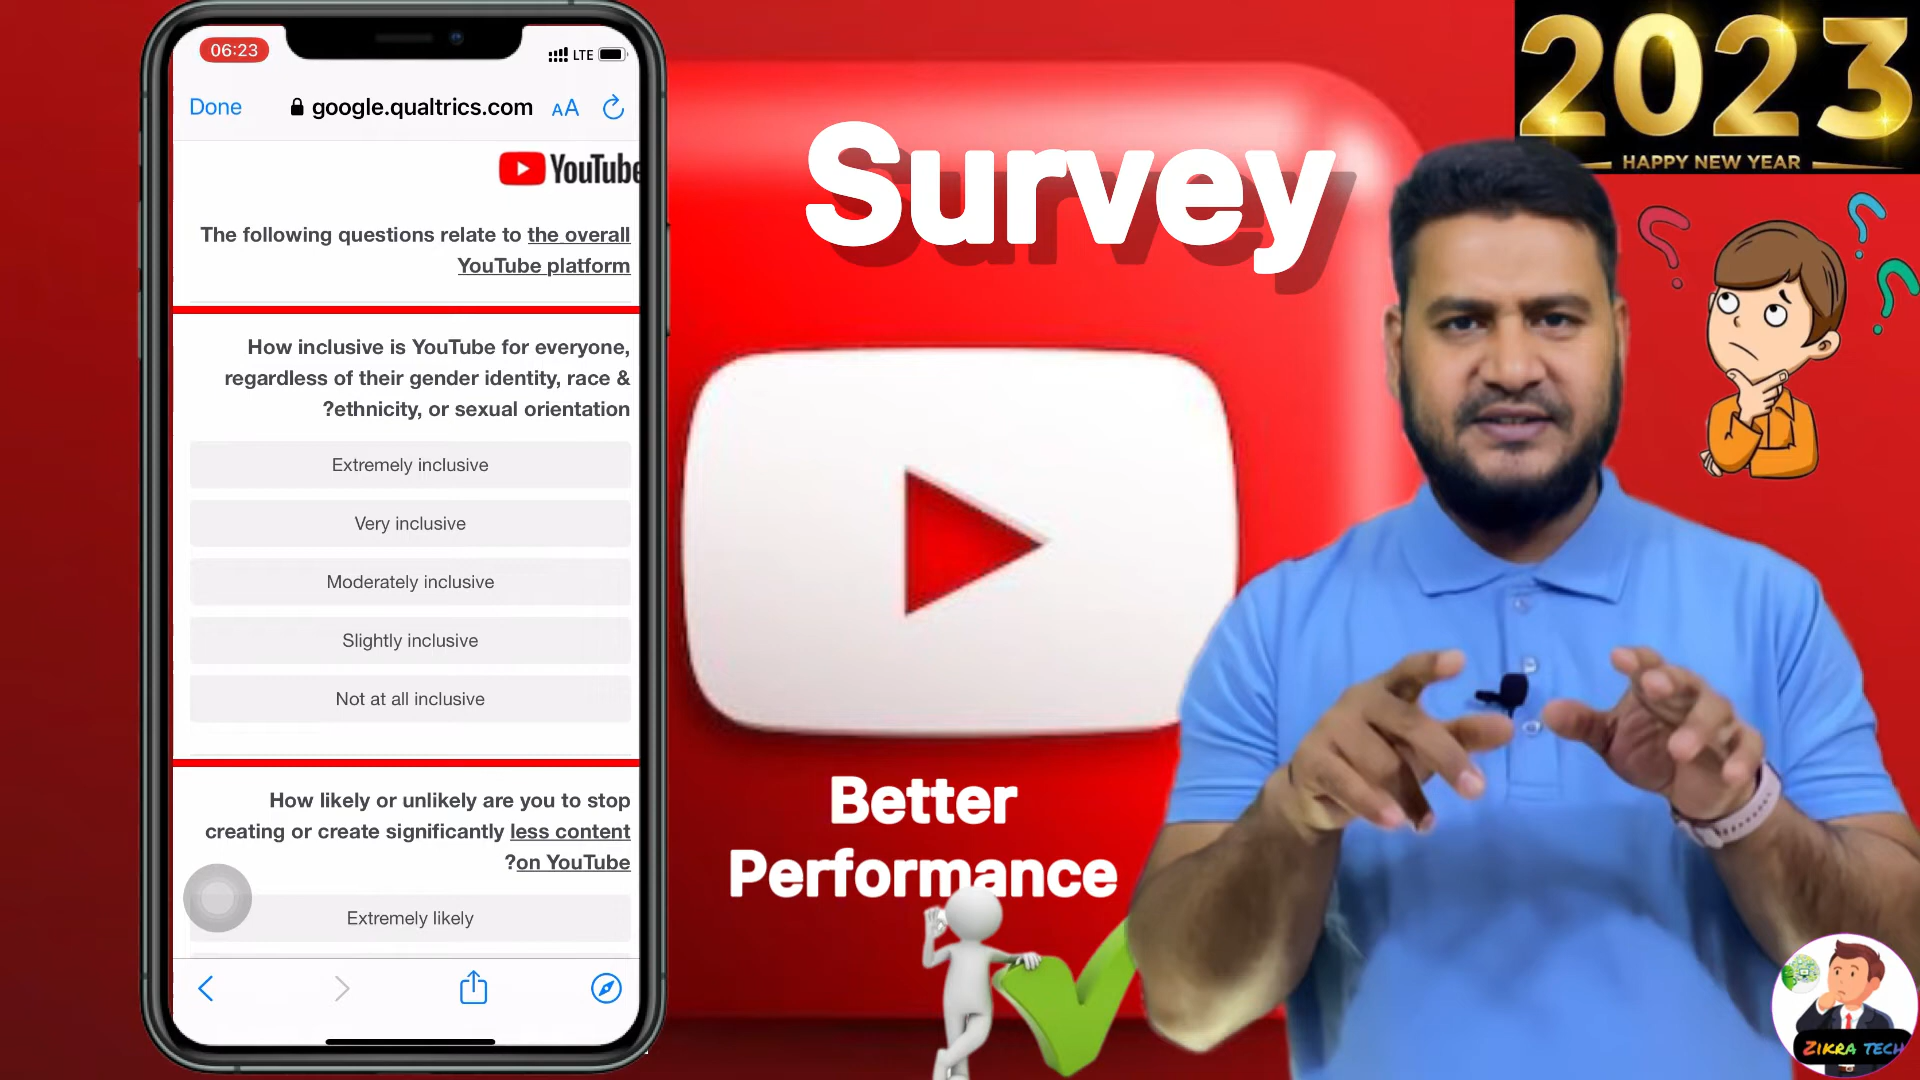 06:23
LTE
Done
google.qualtrics.com
AA
YouTube
The following questions relate to the overall
YouTube platform
How inclusive is YouTube for everyone,
regardless of their gender identity, race &
?ethnicity, or sexual orientation
Extremely inclusive
Very inclusive
Moderately inclusive
Slightly inclusive
Not at all inclusive
How likely or unlikely are you to stop
creating or create significantly less content
?on YouTube
Extremely likely
Survey
Better
Performance
2023
HAPPY NEW YEAR
ZIKRA TECH